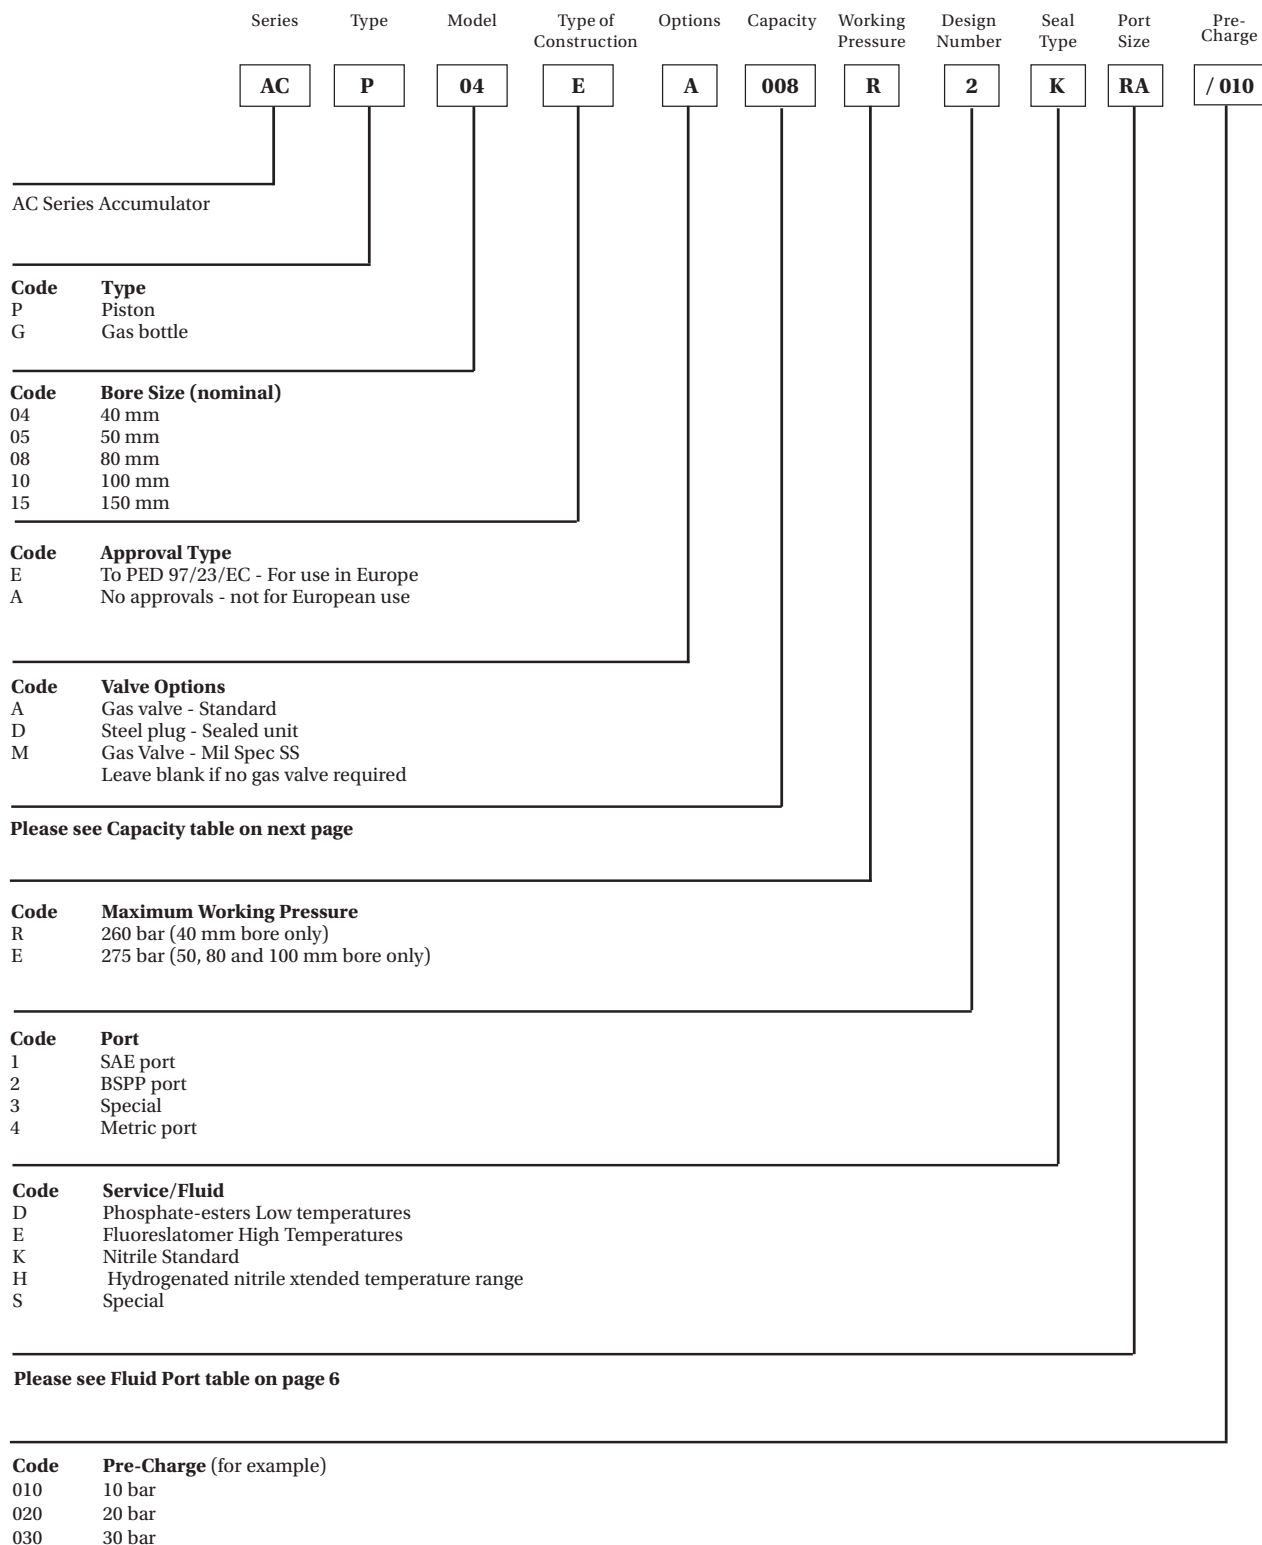 Series Type Model Type of Options Capacity Working Design Seal Port Pre-
Construction Pressure Number Type Size Charge
AC P 04 E A 008 R 2 K RA / 010
AC Series Accumulator
Code Type
P Piston
G Gas bottle
Code Bore Size (nominal)
04 40 mm
05 50 mm
08 80 mm
10 100 mm
15 150 mm
Code Approval Type
E To PED 97/23/EC - For use in Europe
A No approvals - not for European use
Code Valve Options
A Gas valve - Standard
D Steel plug - Sealed unit
M Gas Valve - Mil Spec SS
Leave blank if no gas valve required
Please see Capacity table on next page
Code Maximum Working Pressure
R 260 bar (40 mm bore only)
E 275 bar (50, 80 and 100 mm bore only)
Code Port
1 SAE port
2 BSPP port
3 Special
4 Metric port
Code Service/Fluid
D Phosphate-esters Low temperatures
E Fluoreslatomer High Temperatures
K Nitrile Standard
H Hydrogenated nitrile xtended temperature range
S Special
Please see Fluid Port table on page 6
Code Pre-Charge (for example)
010 10 bar
020 20 bar
030 30 bar